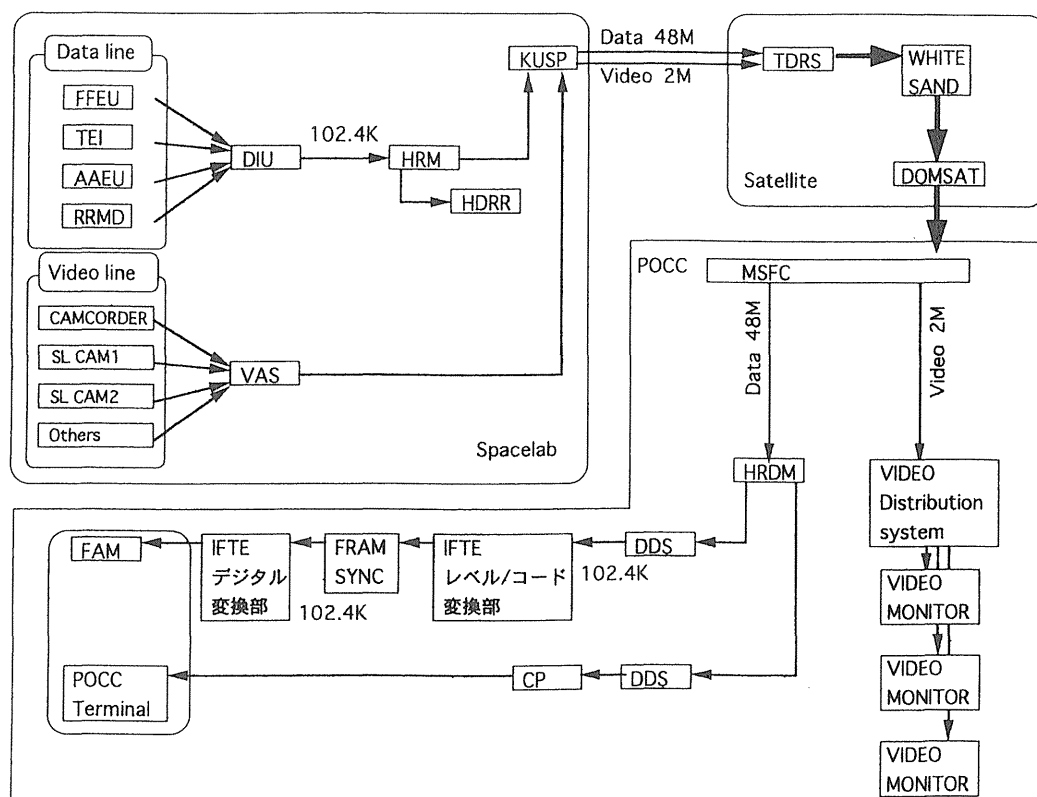 Data line
FFEU
TEI
AAEU
RRMD
DIU
102.4K
HRM
HDRR
KUSP
Data 48M
Video 2M
TDRS
WHITE
SAND
DOMSAT
Satellite
Video line
CAMCORDER
SL CAM1
SL CAM2
Others
VAS
Spacelab
POCC
MSFC
Data 48M
Video 2M
HRDM
VIDEO
Distribution
system
VIDEO
MONITOR
VIDEO
MONITOR
VIDEO
MONITOR
DDS
102.4K
IFTE
レベル/コード
変換部
FRAM
SYNC
102.4K
IFTE
デジタル
変換部
FAM
DDS
CP
POCC
Terminal